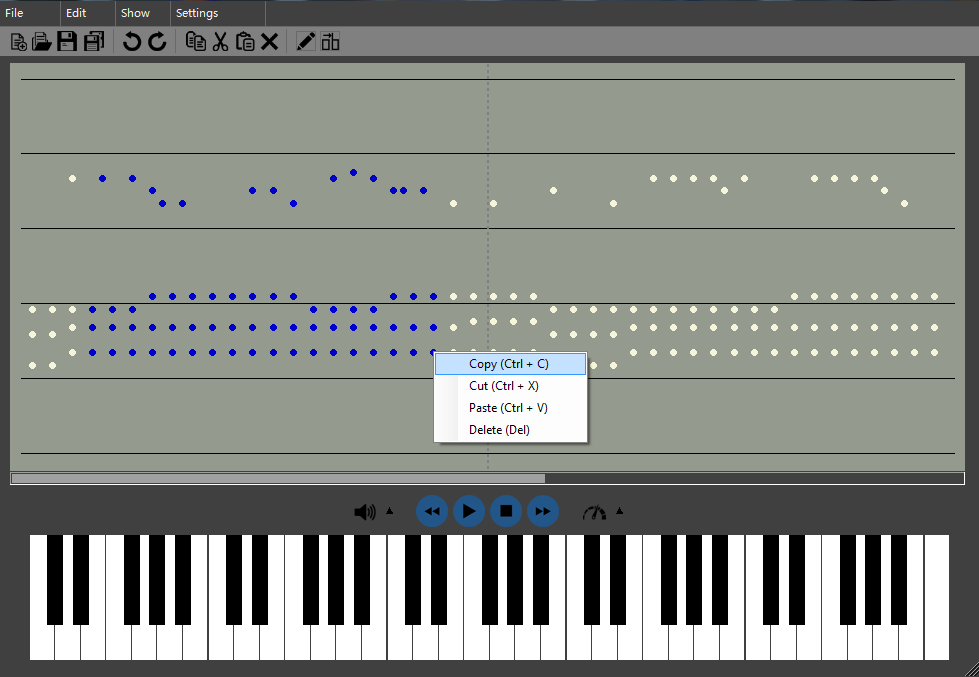 File Edit Show Settings
Copy (Ctrl + C)
Cut (Ctrl + X)
Paste (Ctrl + V)
Delete (Del)